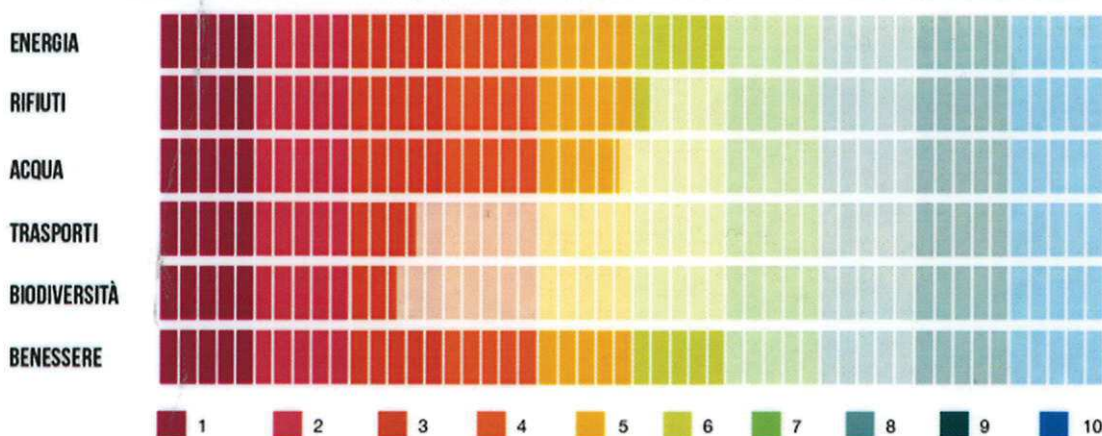 ENERGIA
RIFIUTI
ACQUA
TRASPORTI
BIODIVERSITÀ
BENESSERE
1 2 3 4 5 6 7 8 9 10